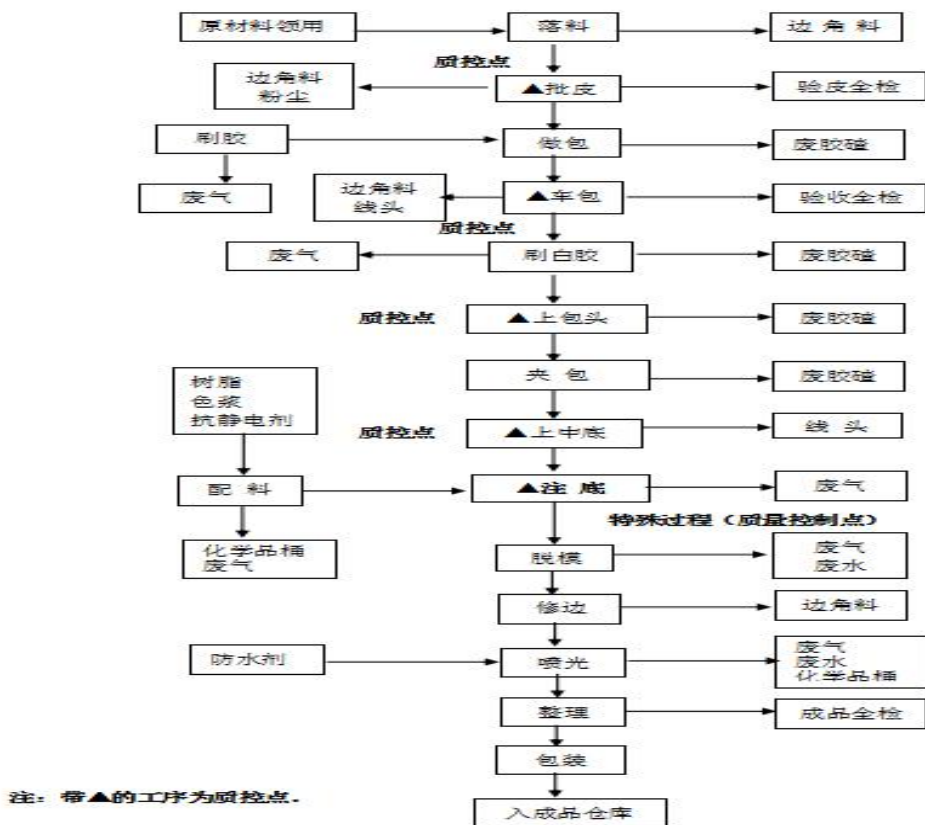 原材料领用
落料
边 角 料
质控点
边角料
粉尘
▲批皮
验皮全检
刷胶
做包
废胶碴
废气
边角料
线头
▲车包
验收全检
质控点
废气
刷白胶
废胶碴
质控点
▲上包头
废胶碴
夹 包
废胶碴
树脂
色浆
抗静电剂
质控点
▲上中底
线 头
配 料
▲注 底
废气
特殊过程（质量控制点）
化学品桶
废气
脱模
废气
废水
修边
边角料
防水剂
喷光
废气
废水
化学品桶
整理
成品全检
包装
注：带▲的工序为质控点.
入成品仓库